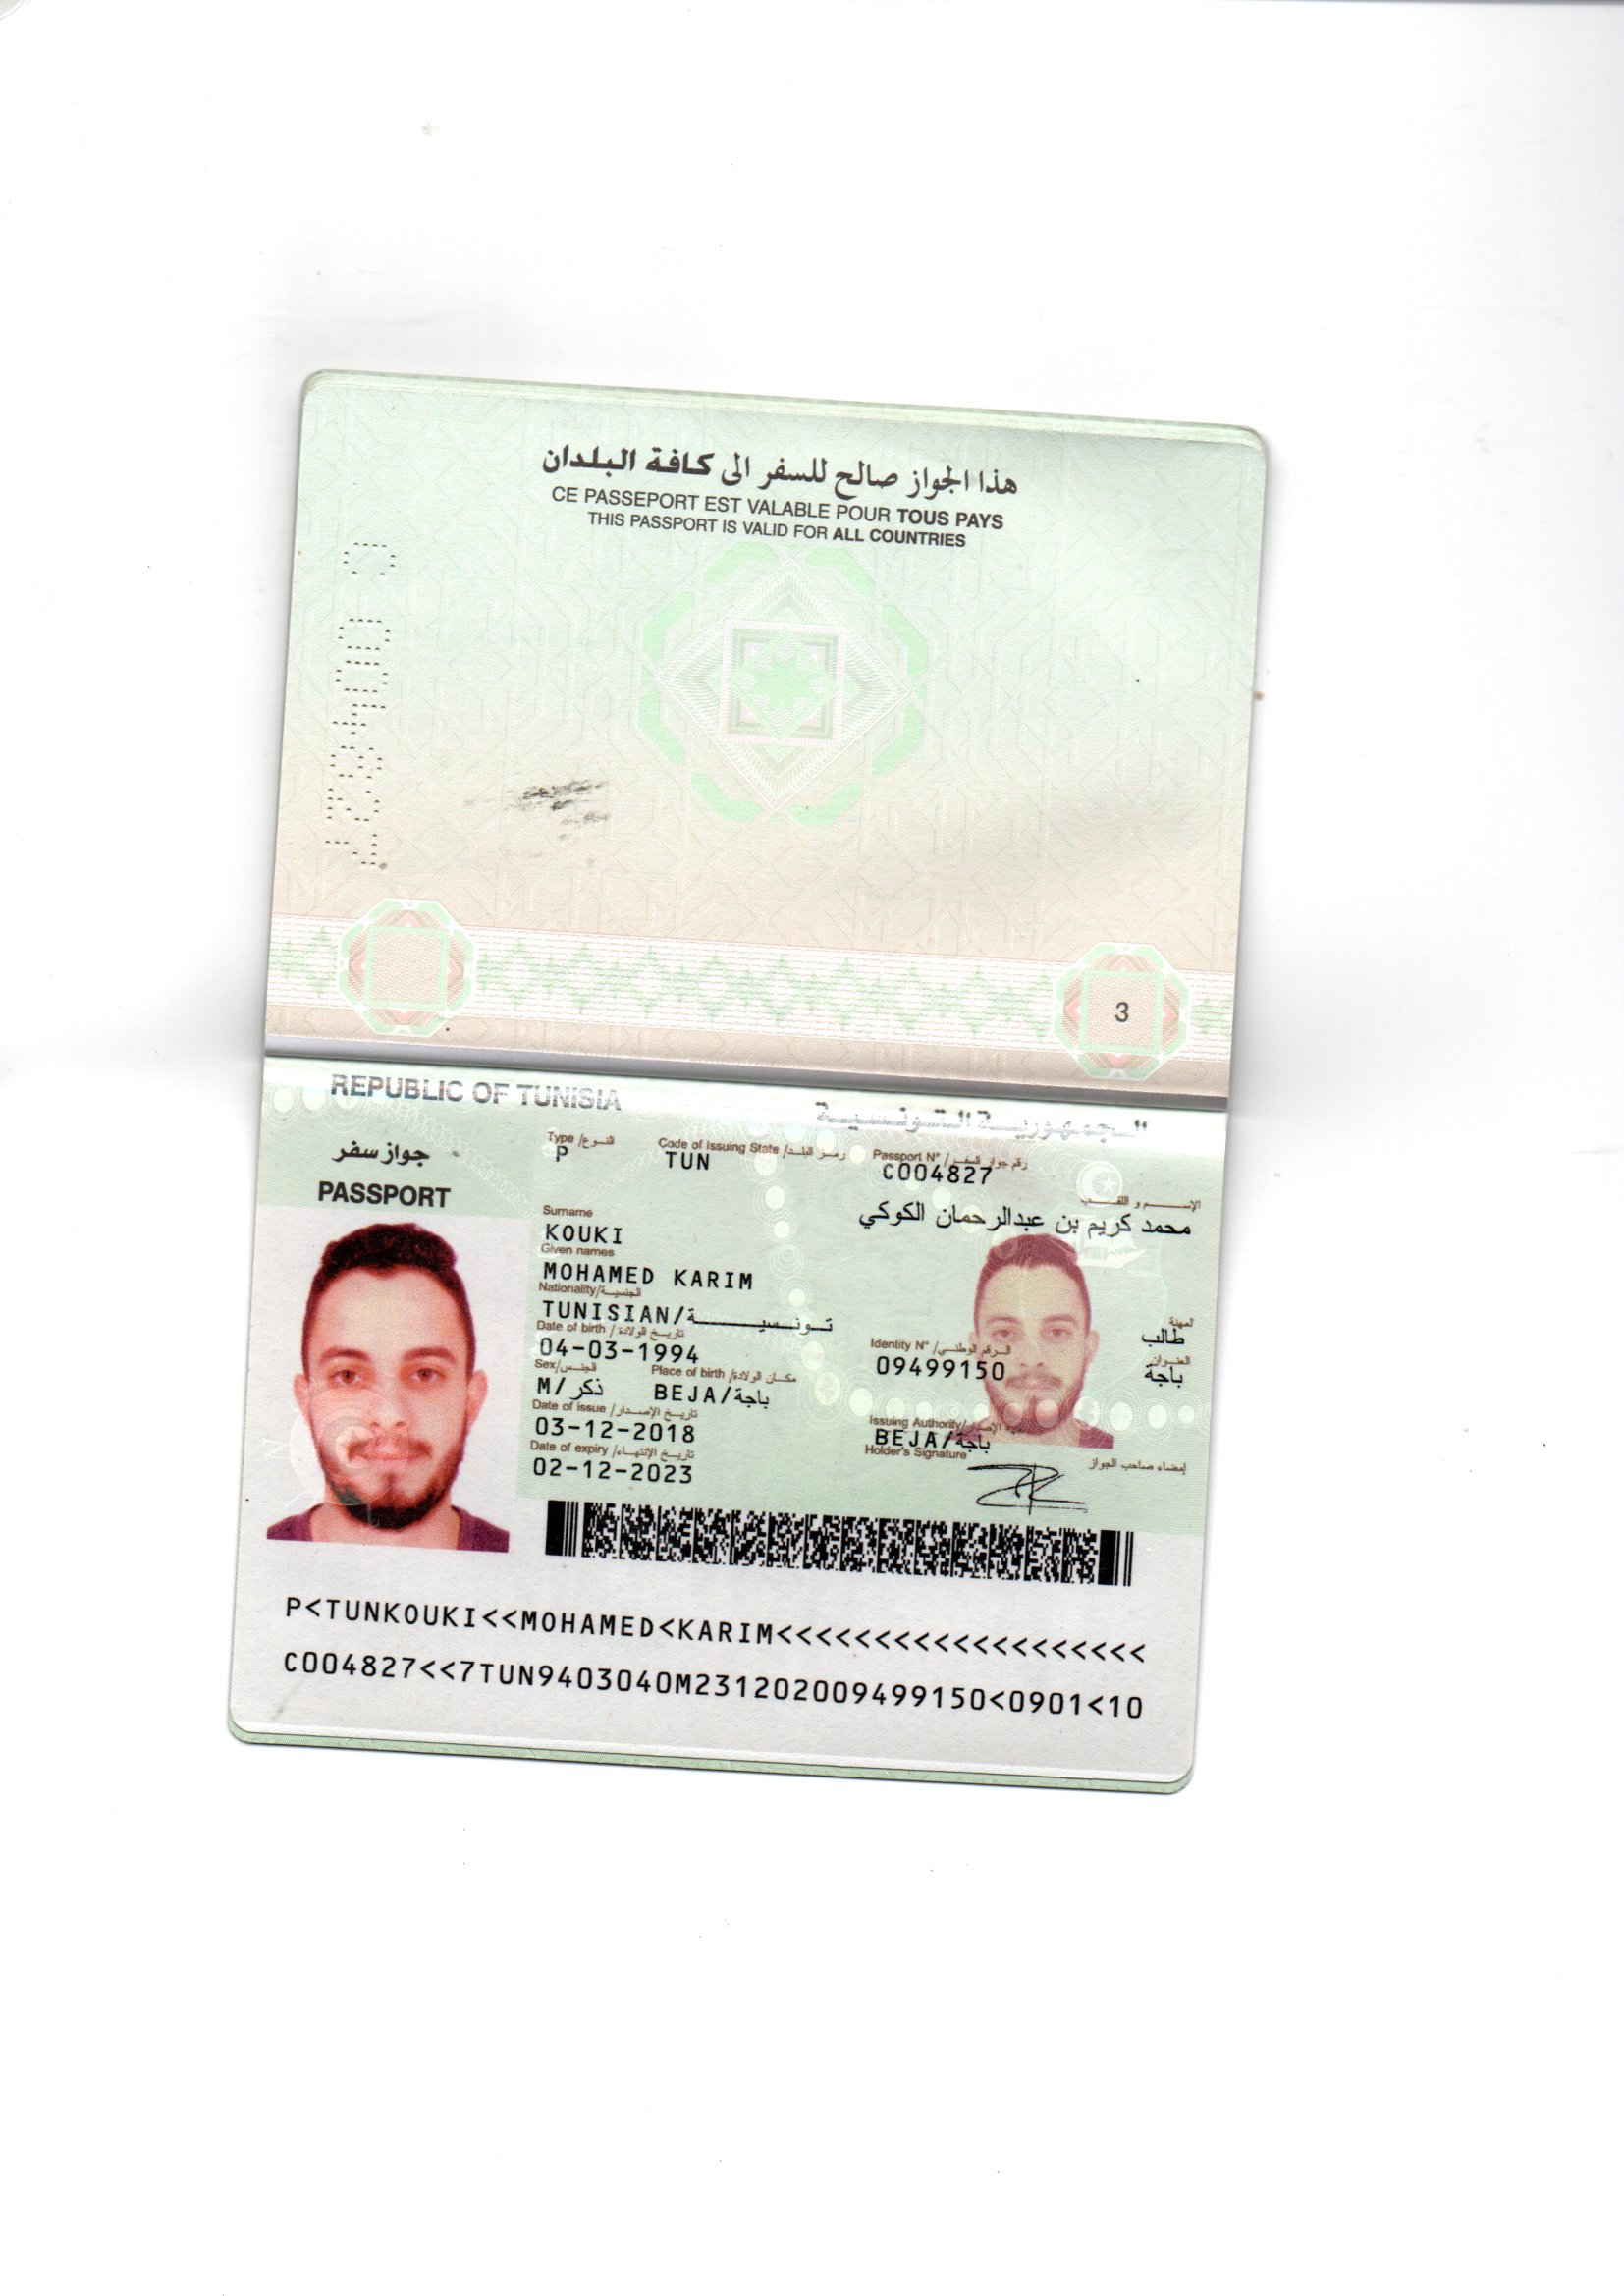 هذا الجواز صالح للسفر الى كافة البلدان
CE PASSEPORT EST VALABLE POUR TOUS PAYS
THIS PASSPORT IS VALID FOR ALL COUNTRIES
C004827
3
REPUBLIC OF TUNISIA الجمهورية التونسية
جواز سفر
PASSPORT
Type / النوع Code of Issuing State / رمز البلد Passport N° / رقم جواز السفر
P TUN C004827
الإسم و اللقب
محمد كريم بن عبدالرحمان الكوكي
Surname
KOUKI
Given names
MOHAMED KARIM
Nationality / الجنسية
TUNISIAN/تونسية
المهنة
طالب
Date of birth / تاريخ الولادة Identity N° / الرقم الوطني
04-03-1994 09499150
العنوان
باجة
Sex / الجنس Place of birth / مكان الولادة
M/ذكر BEJA/باجة
Date of issue / تاريخ الإصدار Issuing Authority/
03-12-2018 BEJA/باجة
Date of expiry / تاريخ الإنتهاء Holder's Signature إمضاء صاحب الجواز
02-12-2023
P<TUNKOUKI<<MOHAMED<KARIM<<<<<<<<<<<<<<<<<<<
C004827<<7TUN9403040M231202009499150<0901<10